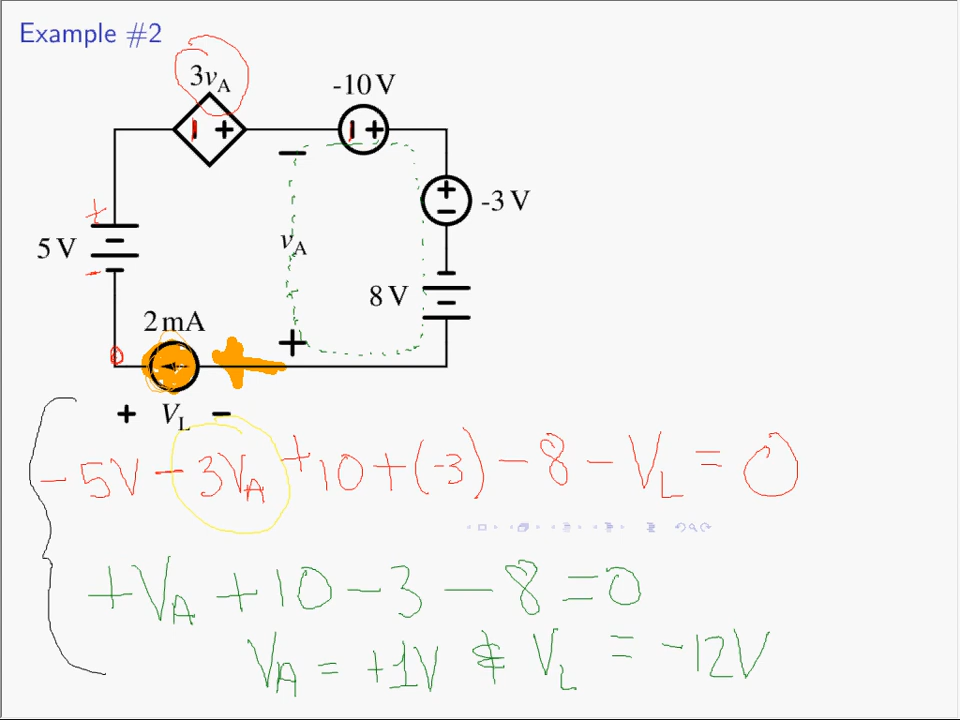 Example #2
3vA
-10 V
− +
− +
+
−
-3 V
+
−
5 V
−
vA
+
8 V
2 mA
+ VL −
-5V - 3VA + 10 + (-3) - 8 - VL = 0
+VA + 10 - 3 - 8 = 0
VA = +1V & VL = -12V